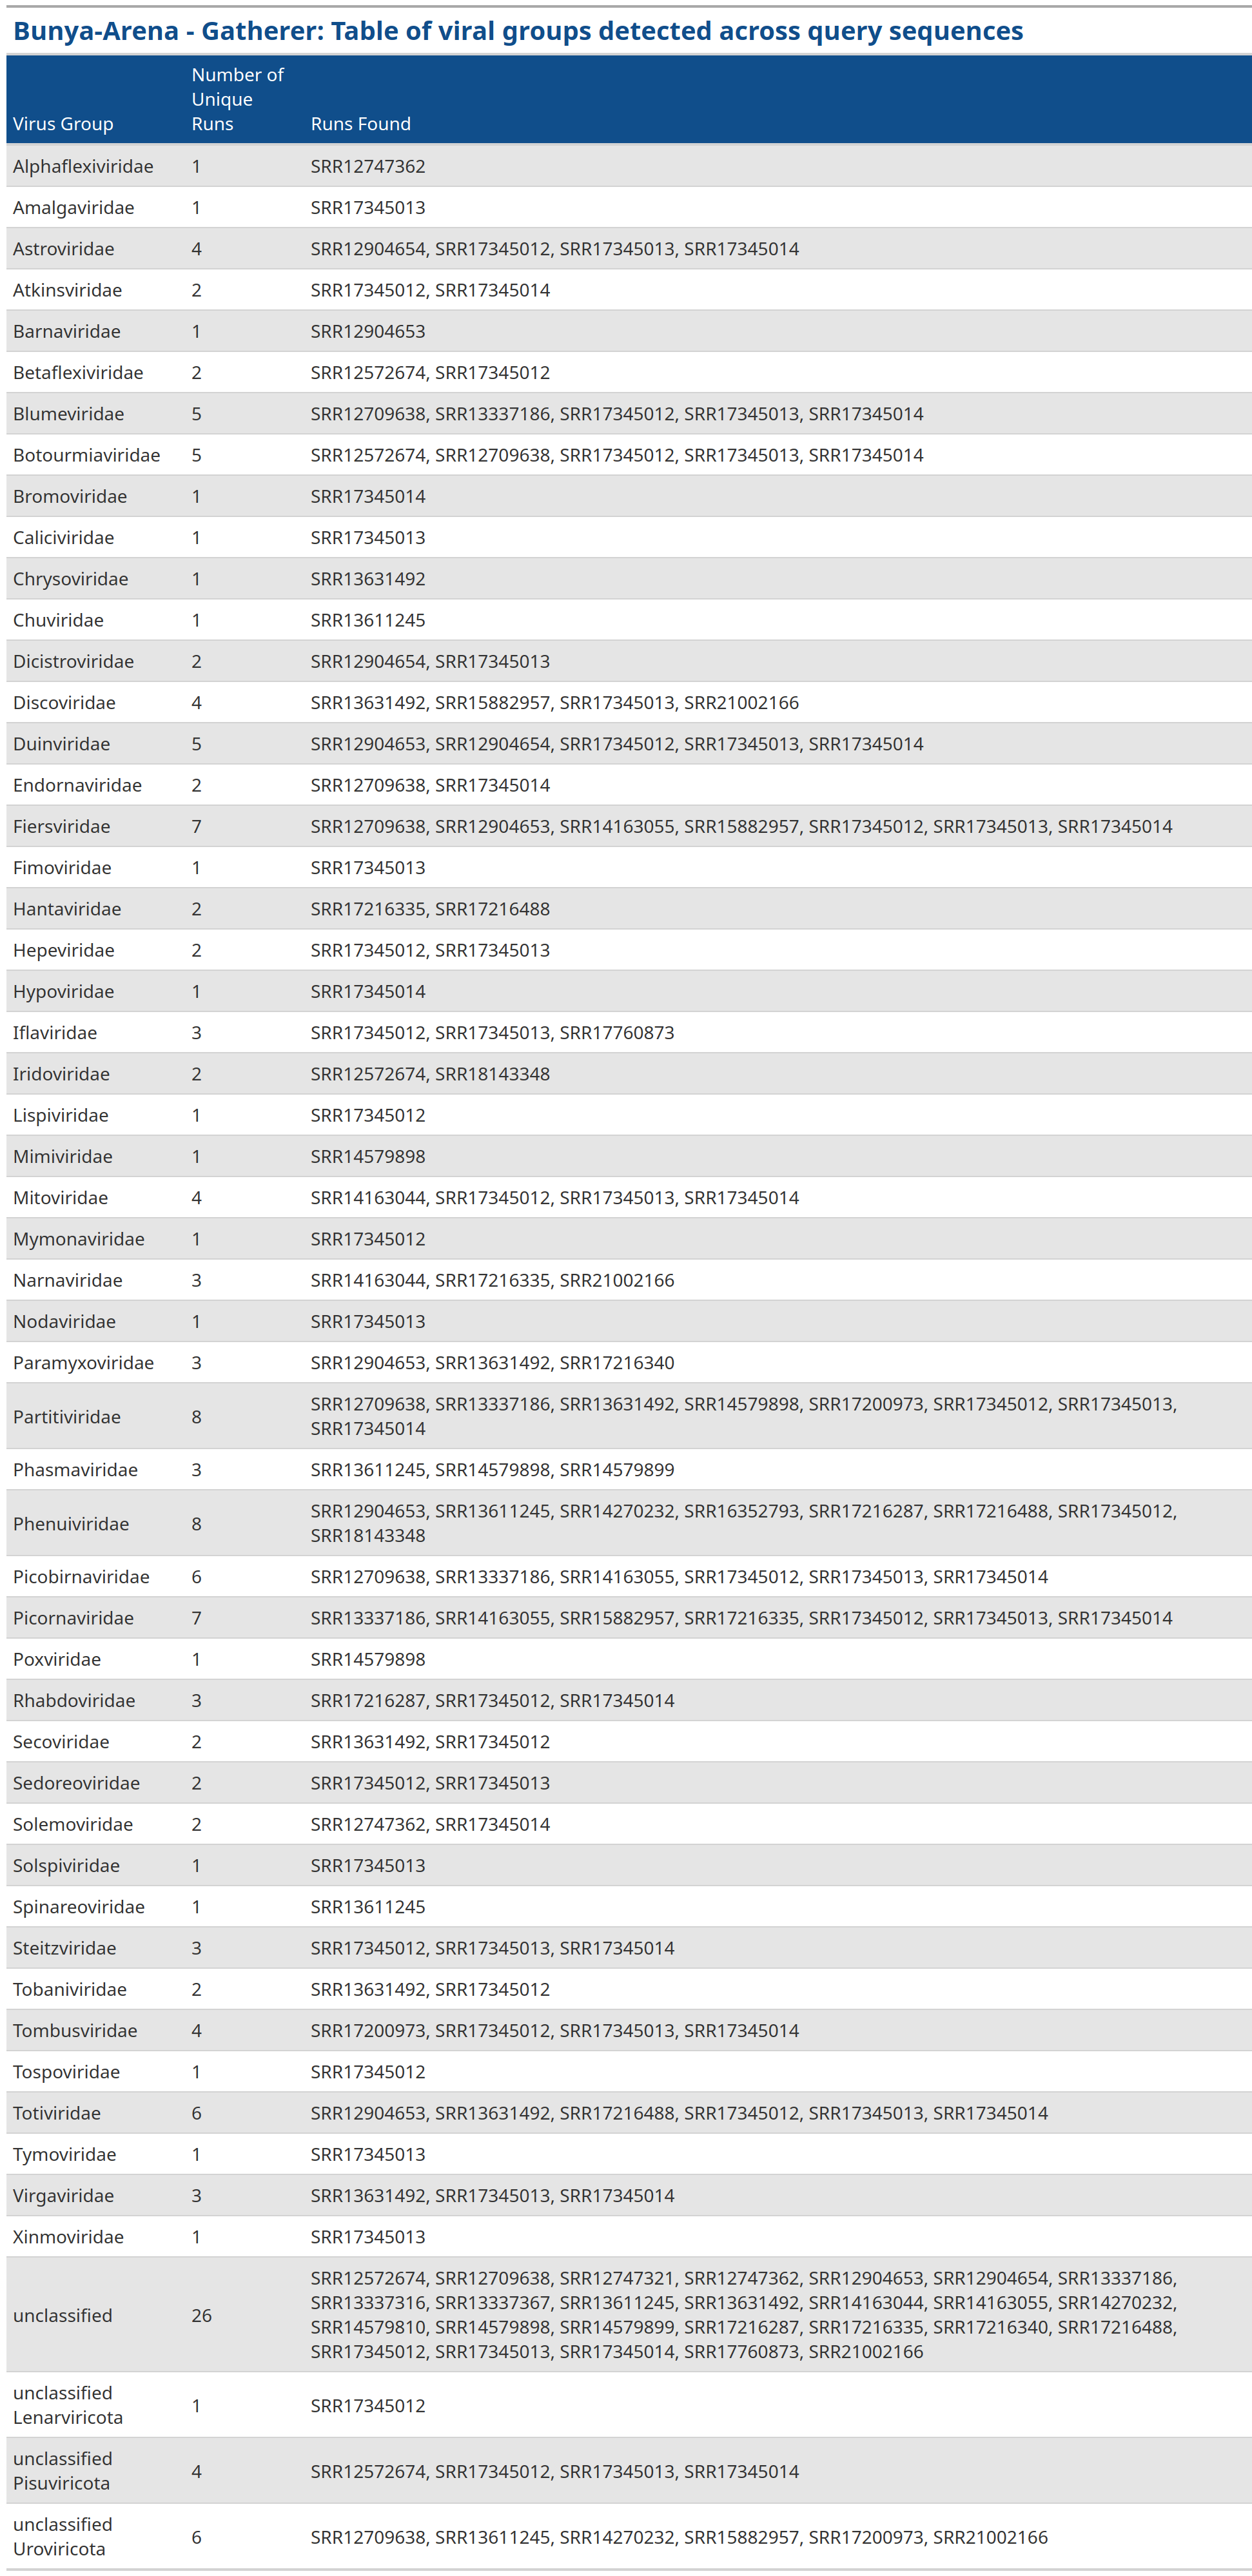 Bunya-Arena - Gatherer: Table of viral groups detected across query sequences
Virus Group Number of Unique Runs Runs Found
Alphaflexiviridae 1 SRR12747362
Amalgaviridae 1 SRR17345013
Astroviridae 4 SRR12904654, SRR17345012, SRR17345013, SRR17345014
Atkinsviridae 2 SRR17345012, SRR17345014
Barnaviridae 1 SRR12904653
Betaflexiviridae 2 SRR12572674, SRR17345012
Blumeviridae 5 SRR12709638, SRR13337186, SRR17345012, SRR17345013, SRR17345014
Botourmiaviridae 5 SRR12572674, SRR12709638, SRR17345012, SRR17345013, SRR17345014
Bromoviridae 1 SRR17345014
Caliciviridae 1 SRR17345013
Chrysoviridae 1 SRR13631492
Chuviridae 1 SRR13611245
Dicistroviridae 2 SRR12904654, SRR17345013
Discoviridae 4 SRR13631492, SRR15882957, SRR17345013, SRR21002166
Duinviridae 5 SRR12904653, SRR12904654, SRR17345012, SRR17345013, SRR17345014
Endornaviridae 2 SRR12709638, SRR17345014
Fiersviridae 7 SRR12709638, SRR12904653, SRR14163055, SRR15882957, SRR17345012, SRR17345013, SRR17345014
Fimoviridae 1 SRR17345013
Hantaviridae 2 SRR17216335, SRR17216488
Hepeviridae 2 SRR17345012, SRR17345013
Hypoviridae 1 SRR17345014
Iflaviridae 3 SRR17345012, SRR17345013, SRR17760873
Iridoviridae 2 SRR12572674, SRR18143348
Lispiviridae 1 SRR17345012
Mimiviridae 1 SRR14579898
Mitoviridae 4 SRR14163044, SRR17345012, SRR17345013, SRR17345014
Mymonaviridae 1 SRR17345012
Narnaviridae 3 SRR14163044, SRR17216335, SRR21002166
Nodaviridae 1 SRR17345013
Paramyxoviridae 3 SRR12904653, SRR13631492, SRR17216340
Partitiviridae 8 SRR12709638, SRR13337186, SRR13631492, SRR14579898, SRR17200973, SRR17345012, SRR17345013,
SRR17345014
Phasmaviridae 3 SRR13611245, SRR14579898, SRR14579899
Phenuiviridae 8 SRR12904653, SRR13611245, SRR14270232, SRR16352793, SRR17216287, SRR17216488, SRR17345012,
SRR18143348
Picobirnaviridae 6 SRR12709638, SRR13337186, SRR14163055, SRR17345012, SRR17345013, SRR17345014
Picornaviridae 7 SRR13337186, SRR14163055, SRR15882957, SRR17216335, SRR17345012, SRR17345013, SRR17345014
Poxviridae 1 SRR14579898
Rhabdoviridae 3 SRR17216287, SRR17345012, SRR17345014
Secoviridae 2 SRR13631492, SRR17345012
Sedoreoviridae 2 SRR17345012, SRR17345013
Solemoviridae 2 SRR12747362, SRR17345014
Solspiviridae 1 SRR17345013
Spinareoviridae 1 SRR13611245
Steitzviridae 3 SRR17345012, SRR17345013, SRR17345014
Tobaniviridae 2 SRR13631492, SRR17345012
Tombusviridae 4 SRR17200973, SRR17345012, SRR17345013, SRR17345014
Tospoviridae 1 SRR17345012
Totiviridae 6 SRR12904653, SRR13631492, SRR17216488, SRR17345012, SRR17345013, SRR17345014
Tymoviridae 1 SRR17345013
Virgaviridae 3 SRR13631492, SRR17345013, SRR17345014
Xinmoviridae 1 SRR17345013
unclassified 26 SRR12572674, SRR12709638, SRR12747321, SRR12747362, SRR12904653, SRR12904654, SRR13337186,
SRR13337316, SRR13337367, SRR13611245, SRR13631492, SRR14163044, SRR14163055, SRR14270232,
SRR14579810, SRR14579898, SRR14579899, SRR17216287, SRR17216335, SRR17216340, SRR17216488,
SRR17345012, SRR17345013, SRR17345014, SRR17760873, SRR21002166
unclassified Lenarviricota 1 SRR17345012
unclassified Pisuviricota 4 SRR12572674, SRR17345012, SRR17345013, SRR17345014
unclassified Uroviricota 6 SRR12709638, SRR13611245, SRR14270232, SRR15882957, SRR17200973, SRR21002166